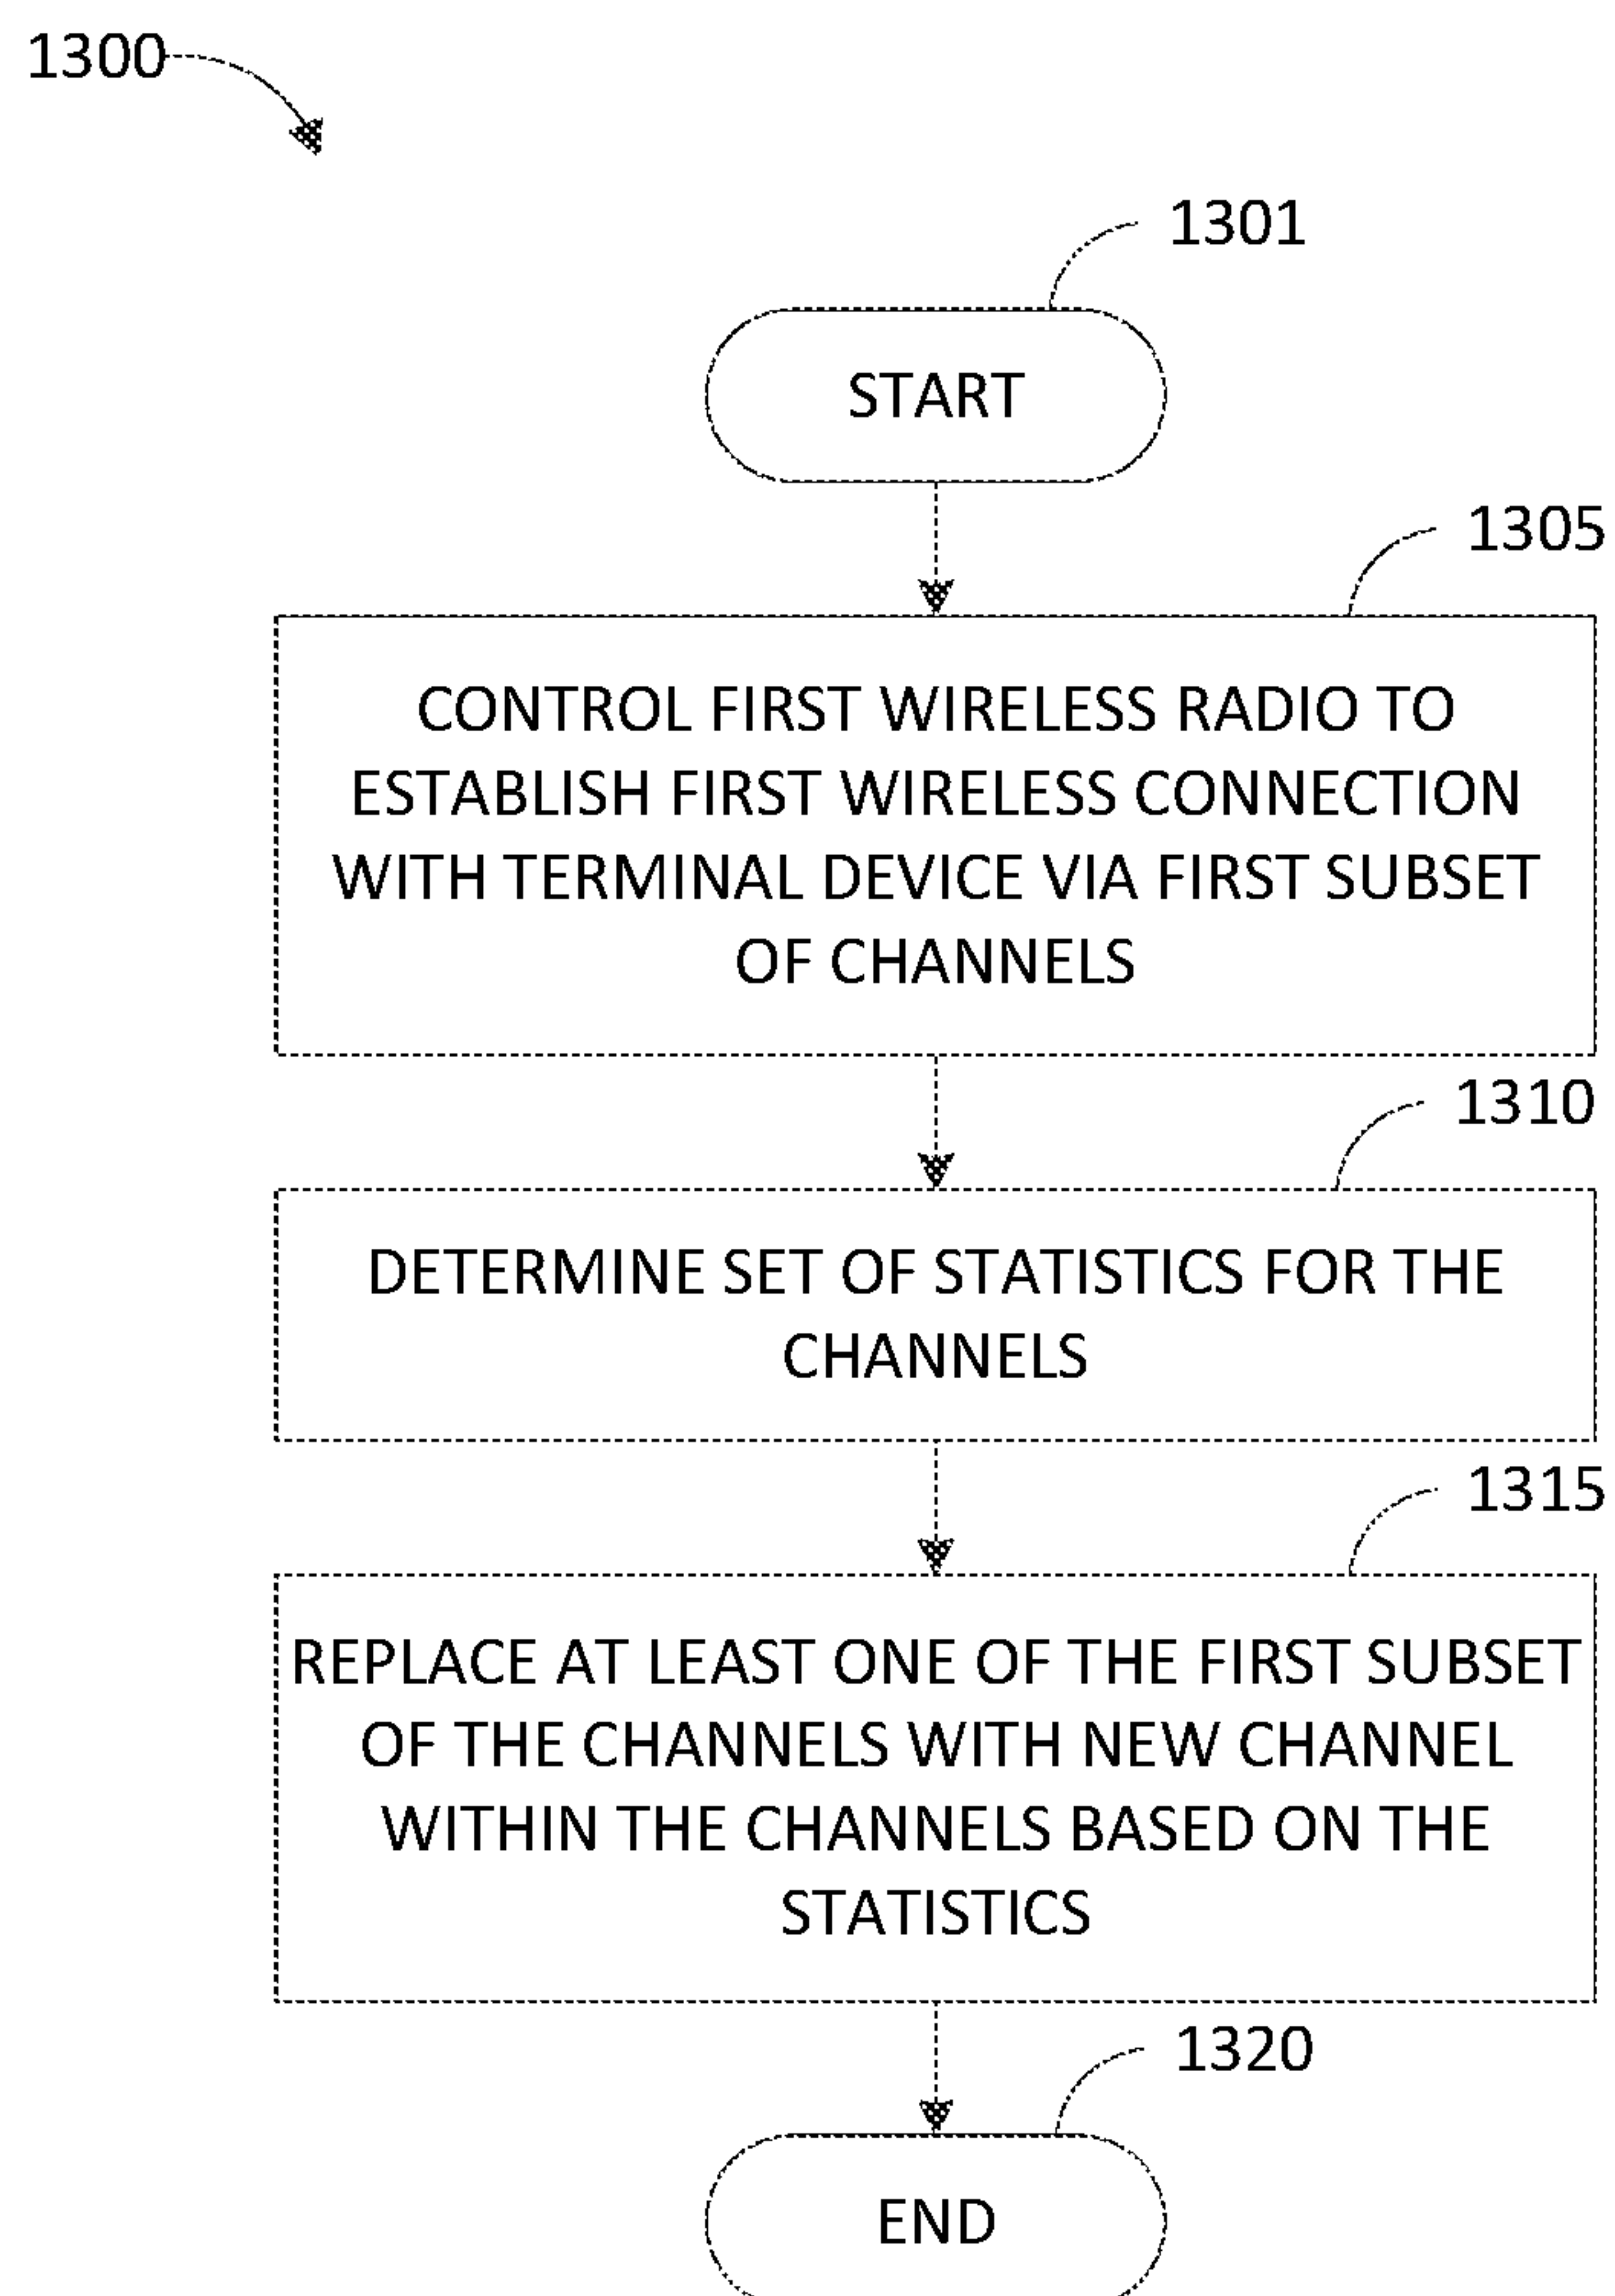 1300
1301
START
1305
CONTROL FIRST WIRELESS RADIO TO
ESTABLISH FIRST WIRELESS CONNECTION
WITH TERMINAL DEVICE VIA FIRST SUBSET
OF CHANNELS
1310
DETERMINE SET OF STATISTICS FOR THE
CHANNELS
1315
REPLACE AT LEAST ONE OF THE FIRST SUBSET
OF THE CHANNELS WITH NEW CHANNEL
WITHIN THE CHANNELS BASED ON THE
STATISTICS
1320
END